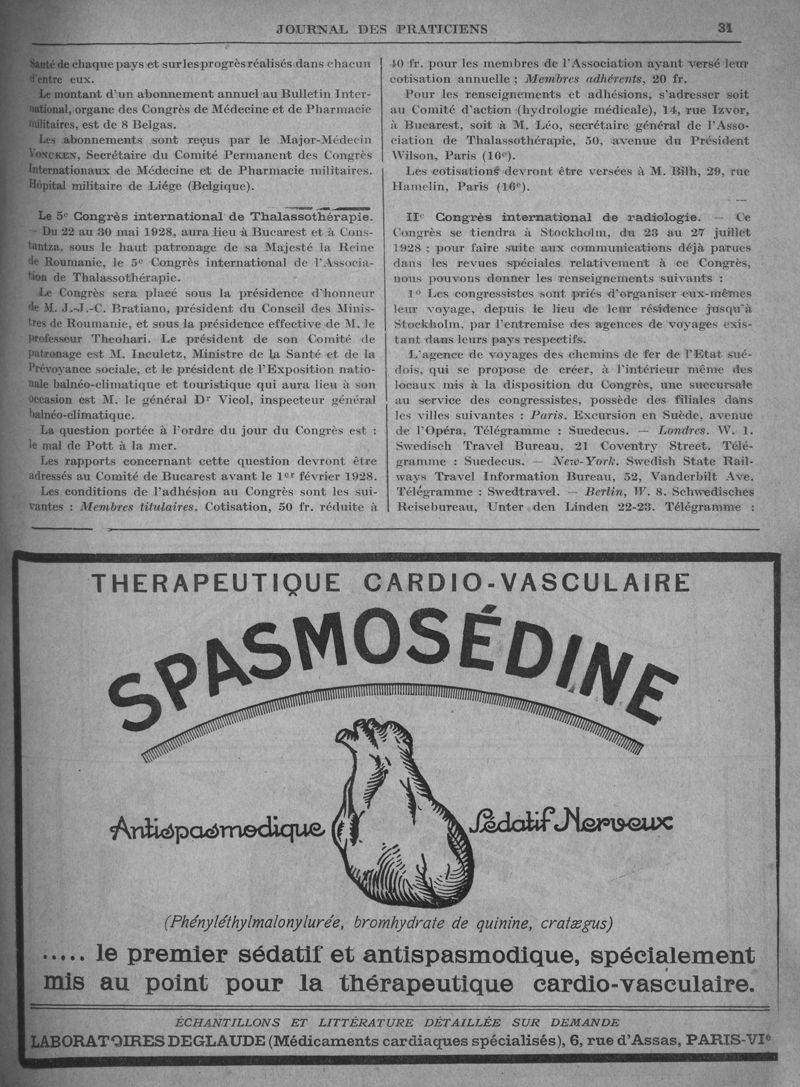 JOURNAL DES PRATICIENS 31
Santé de chaque pays et sur les progrès réalisés dans chacun
d'entre eux.
Le montant d'un abonnement annuel au Bulletin Inter-
national, organe des Congrès de Médecine et de Pharmacie
militaires, est de 8 Belgas.
Les abonnements sont reçus par le Major-Médecin
VONCKEN, Secrétaire du Comité Permanent des Congrès
Internationaux de Médecine et de Pharmacie militaires.
Hôpital militaire de Liége (Belgique).
Le 5e Congrès international de Thalassothérapie.
— Du 22 au 30 mai 1928, aura lieu à Bucarest et à Cons-
tantza, sous le haut patronage de sa Majesté la Reine
de Roumanie, le 5e Congrès international de l'Associa-
tion de Thalassothérapie.
Le Congrès sera placé sous la présidence d'honneur
de M. J.-J.-C. Bratiano, président du Conseil des Minis-
tres de Roumanie, et sous la présidence effective de M. le
professeur Theohari. Le président de son Comité de
patronage est M. Inculetz, Ministre de la Santé et de la
Prévoyance sociale, et le président de l'Exposition natio-
nale balnéo-climatique et touristique qui aura lieu à son
occasion est M. le général Dr Vicol, inspecteur général
balnéo-climatique.
La question portée à l'ordre du jour du Congrès est :
le mal de Pott à la mer.
Les rapports concernant cette question devront être
adressés au Comité de Bucarest avant le 1er février 1928.
Les conditions de l'adhésion au Congrès sont les sui-
vantes : Membres titulaires. Cotisation, 50 fr. réduite à
40 fr. pour les membres de l'Association ayant versé leur
cotisation annuelle ; Membres adhérents, 20 fr.
Pour les renseignements et adhésions, s'adresser soit
au Comité d'action (hydrologie médicale), 14, rue Izvor,
à Bucarest, soit à M. Léo, secrétaire général de l'Asso-
ciation de Thalassothérapie, 50, avenue du Président
Wilson, Paris (16e).
Les cotisations devront être versées à M. Bilh, 29, rue
Hamelin, Paris (16e).
IIe Congrès international de radiologie. — Ce
Congrès se tiendra à Stockholm, du 23 au 27 juillet
1928 ; pour faire suite aux communications déjà parues
dans les revues spéciales relativement à ce Congrès,
nous pouvons donner les renseignements suivants :
1o Les congressistes sont priés d'organiser eux-mêmes
leur voyage, depuis le lieu de leur résidence jusqu'à
Stockholm, par l'entremise des agences de voyages exis-
tant dans leurs pays respectifs.
L'agence de voyages des chemins de fer de l'Etat sué-
dois, qui se propose de créer, à l'intérieur même des
locaux mis à la disposition du Congrès, une succursale
au service des congressistes, possède des filiales dans
les villes suivantes : Paris. Excursion en Suède, avenue
de l'Opéra, Télégramme : Suedecus. — Londres. W. 1.
Swedisch Travel Bureau, 21 Coventry Street. Télé-
gramme : Suedecus. — New-York. Swedish State Rail-
ways Travel Information Bureau, 52, Vanderbilt Ave.
Télégramme : Swedtravel. — Berlin, W. 8. Schwedisches
Reisebureau, Unter den Linden 22-23. Télégramme :
THERAPEUTIQUE CARDIO-VASCULAIRE
SPASMOSÉDINE
Antispasmodique Sédatif Nerveux
(Phényléthylmalonylurée, bromhydrate de quinine, cratægus)
..... le premier sédatif et antispasmodique, spécialement
mis au point pour la thérapeutique cardio-vasculaire.
ÉCHANTILLONS ET LITTÉRATURE DÉTAILLÉE SUR DEMANDE
LABORATOIRES DEGLAUDE (Médicaments cardiaques spécialisés), 6, rue d'Assas, PARIS-VIe